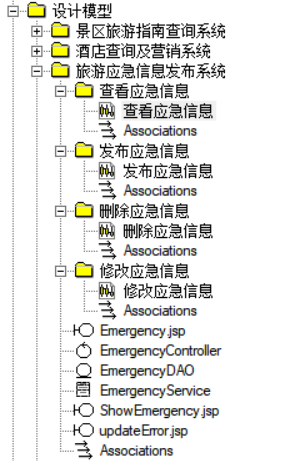 设计模型
景区旅游指南查询系统
酒店查询及营销系统
旅游应急信息发布系统
查看应急信息
查看应急信息
Associations
发布应急信息
发布应急信息
Associations
删除应急信息
删除应急信息
Associations
修改应急信息
修改应急信息
Associations
Emergency.jsp
EmergencyController
EmergencyDAO
EmergencyService
ShowEmergency.jsp
updateError.jsp
Associations